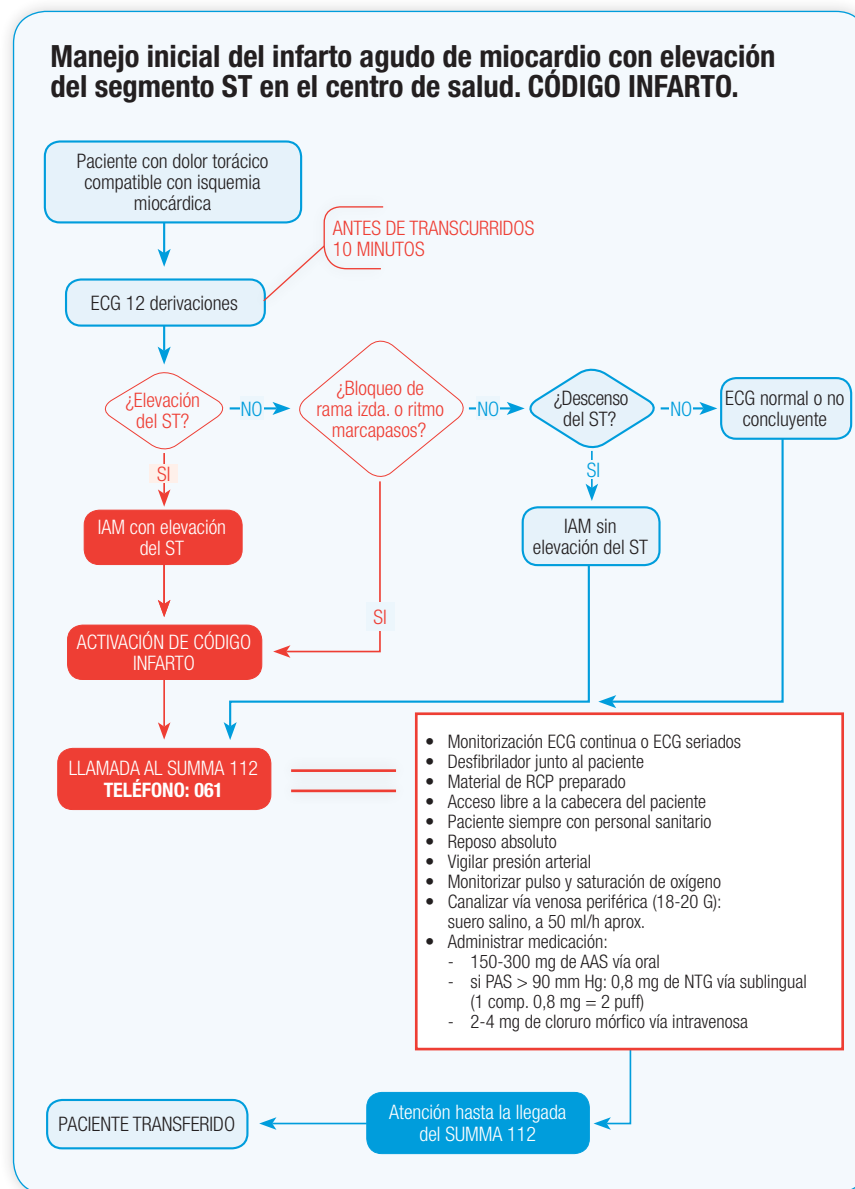 Manejo inicial del infarto agudo de miocardio con elevación
del segmento ST en el centro de salud. CÓDIGO INFARTO.
Paciente con dolor torácico
compatible con isquemia
miocárdica
ANTES DE TRANSCURRIDOS
10 MINUTOS
ECG 12 derivaciones
¿Elevación
del ST?
NO
¿Bloqueo de
rama izda. o ritmo
marcapasos?
NO
¿Descenso
del ST?
NO
ECG normal o no
concluyente
SI
SI
IAM con elevación
del ST
IAM sin
elevación del ST
SI
ACTIVACIÓN DE CÓDIGO
INFARTO
LLAMADA AL SUMMA 112
TELÉFONO: 061
• Monitorización ECG continua o ECG seriados
• Desfibrilador junto al paciente
• Material de RCP preparado
• Acceso libre a la cabecera del paciente
• Paciente siempre con personal sanitario
• Reposo absoluto
• Vigilar presión arterial
• Monitorizar pulso y saturación de oxígeno
• Canalizar vía venosa periférica (18-20 G):
suero salino, a 50 ml/h aprox.
• Administrar medicación:
- 150-300 mg de AAS vía oral
- si PAS > 90 mm Hg: 0,8 mg de NTG vía sublingual
(1 comp. 0,8 mg = 2 puff)
- 2-4 mg de cloruro mórfico vía intravenosa
Atención hasta la llegada
del SUMMA 112
PACIENTE TRANSFERIDO